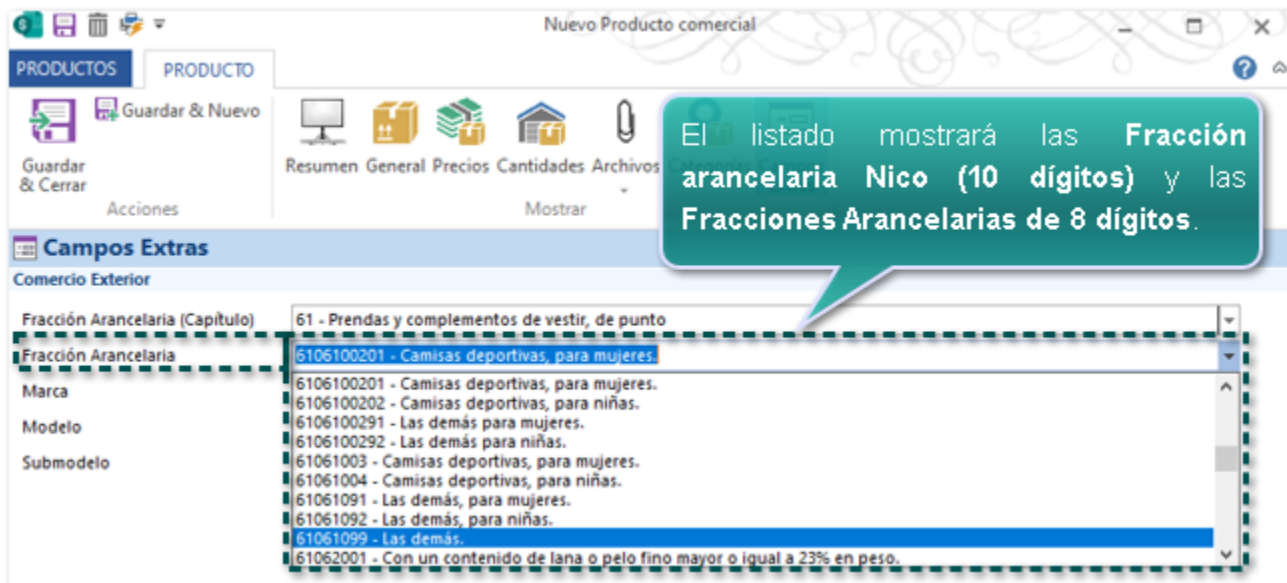 Nuevo Producto comercial
PRODUCTOS PRODUCTO
Guardar & Cerrar
Guardar & Nuevo
Acciones
Resumen General Precios Cantidades Archivos
Mostrar
El listado mostrará las Fracción
arancelaria Nico (10 dígitos) y las
Fracciones Arancelarias de 8 dígitos.
Campos Extras
Comercio Exterior
Fracción Arancelaria (Capítulo) 61 - Prendas y complementos de vestir, de punto
Fracción Arancelaria 6106100201 - Camisas deportivas, para mujeres.
Marca
Modelo
Submodelo
6106100201 - Camisas deportivas, para mujeres.
6106100202 - Camisas deportivas, para niñas.
6106100291 - Las demás para mujeres.
6106100292 - Las demás para niñas.
61061003 - Camisas deportivas, para mujeres.
61061004 - Camisas deportivas, para niñas.
61061091 - Las demás, para mujeres.
61061092 - Las demás, para niñas.
61061099 - Las demás.
61062001 - Con un contenido de lana o pelo fino mayor o igual a 23% en peso.